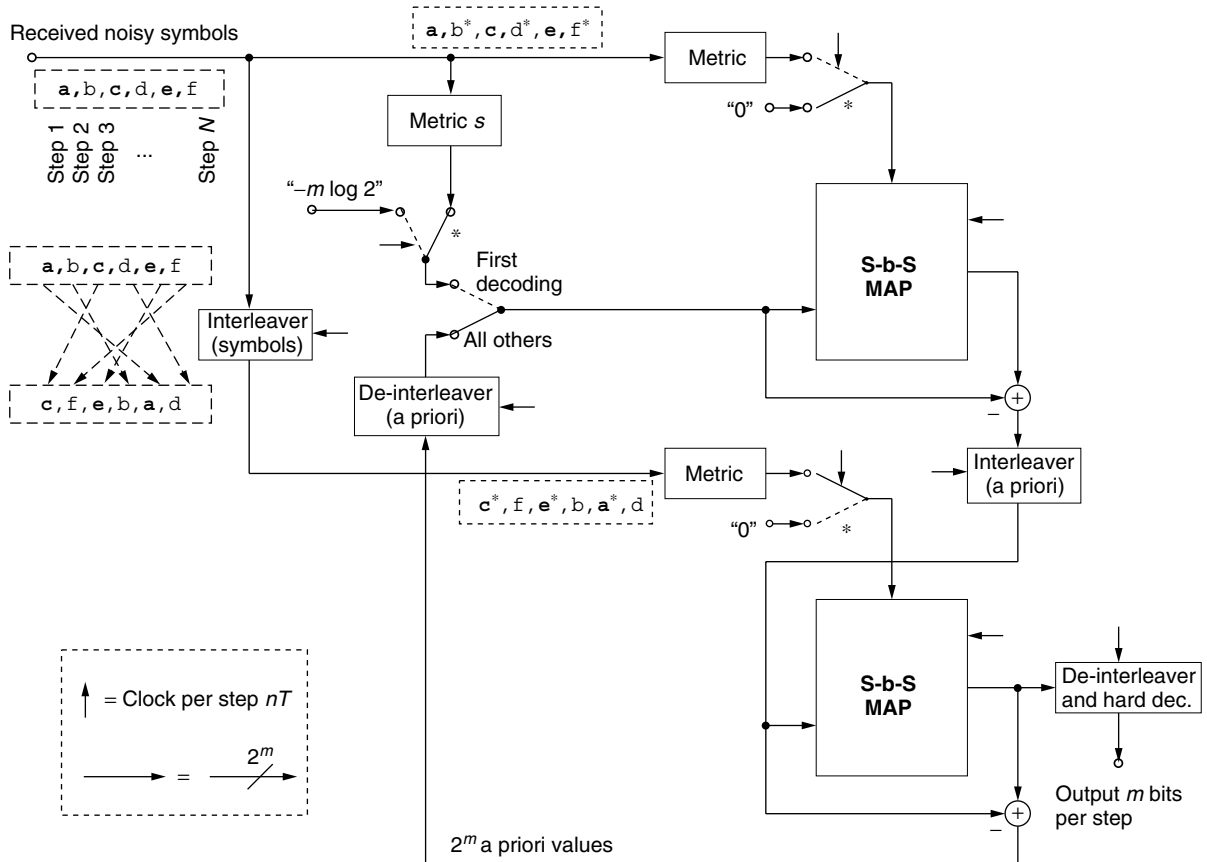 Received noisy symbols
a, b*, c, d*, e, f*
a, b, c, d, e, f
Metric
"0"
*
Metric s
Step 1
Step 2
Step 3
...
Step N
"–m log 2"
*
S-b-S
MAP
a, b, c, d, e, f
First
decoding
Interleaver
(symbols)
All others
De-interleaver
(a priori)
c, f, e, b, a, d
+
–
Metric
Interleaver
(a priori)
c*, f, e*, b, a*, d
"0"
*
S-b-S
MAP
De-interleaver
and hard dec.
= Clock per step nT
=
2^m
Output m bits
per step
+
–
2^m a priori values